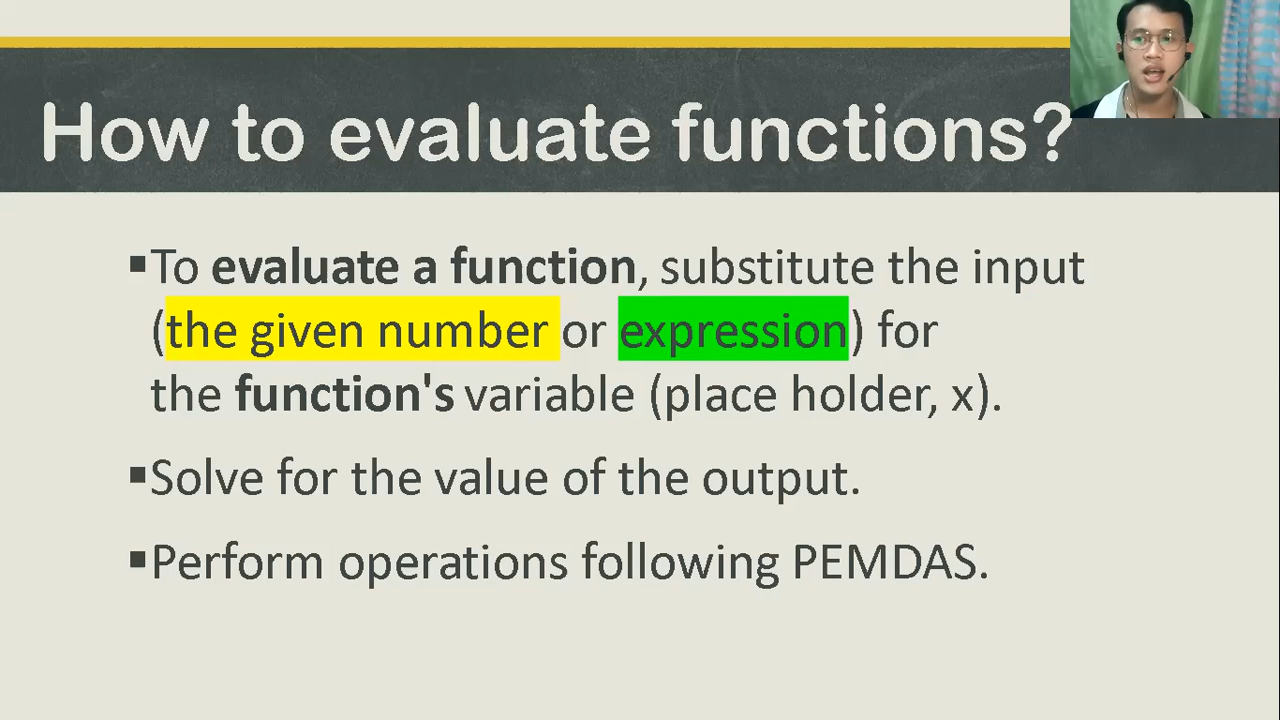 How to evaluate functions?
▪To evaluate a function, substitute the input
(the given number or expression) for
the function's variable (place holder, x).
▪Solve for the value of the output.
▪Perform operations following PEMDAS.